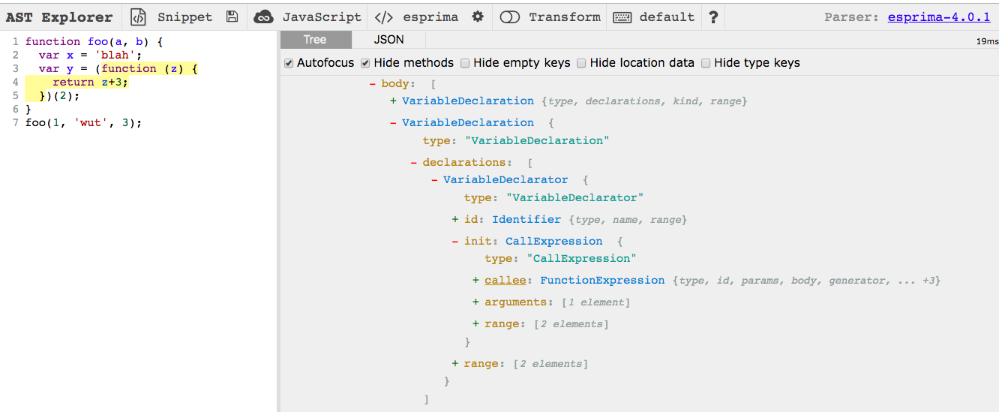 AST Explorer Snippet JavaScript </> esprima Transform default ? Parser: esprima-4.0.1
Tree JSON 19ms
Autofocus Hide methods Hide empty keys Hide location data Hide type keys
1 function foo(a, b) {
2 var x = 'blah';
3 var y = (function (z) {
4 return z+3;
5 })(2);
6 }
7 foo(1, 'wut', 3);
- body: [
+ VariableDeclaration {type, declarations, kind, range}
- VariableDeclaration {
type: "VariableDeclaration"
- declarations: [
- VariableDeclarator {
type: "VariableDeclarator"
+ id: Identifier {type, name, range}
- init: CallExpression {
type: "CallExpression"
+ callee: FunctionExpression {type, id, params, body, generator, ... +3}
+ arguments: [1 element]
+ range: [2 elements]
}
+ range: [2 elements]
}
]